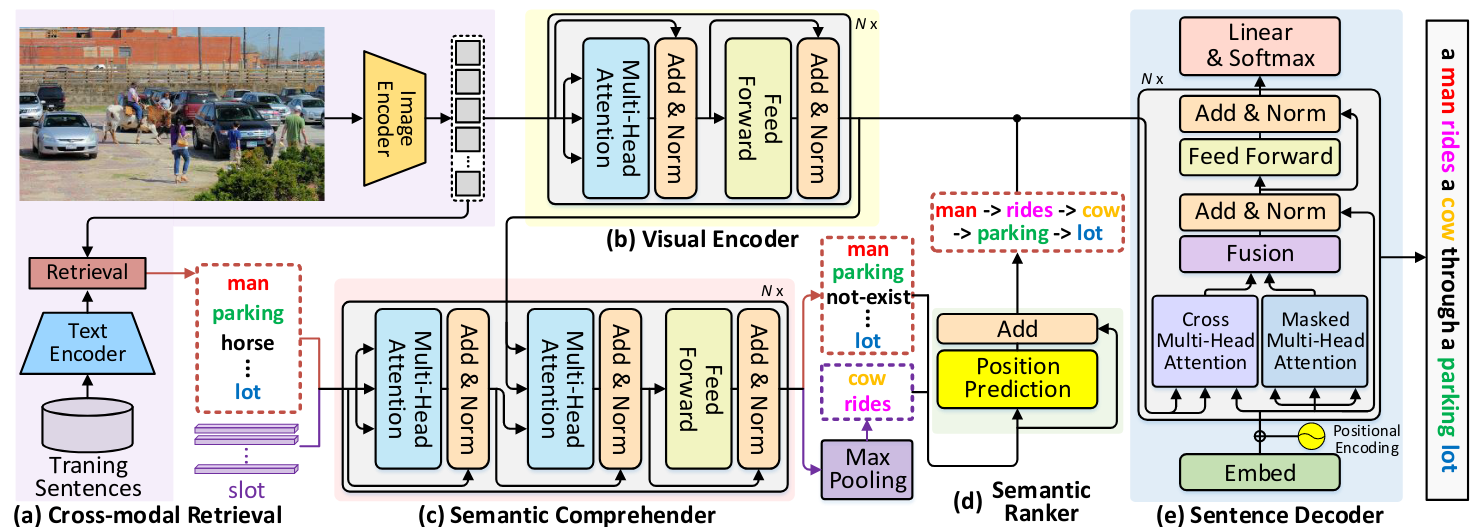 Image
Encoder
Retrieval
Text
Encoder
Traning
Sentences
man
parking
horse
lot
slot
(a) Cross-modal Retrieval
N x
Multi-Head
Attention
Add & Norm
Feed
Forward
Add & Norm
(b) Visual Encoder
N x
Multi-Head
Attention
Add & Norm
Multi-Head
Attention
Add & Norm
Feed
Forward
Add & Norm
(c) Semantic Comprehender
man
parking
not-exist
lot
cow
rides
Max
Pooling
man -> rides -> cow
-> parking -> lot
Add
Position
Prediction
(d) Semantic
Ranker
Linear
& Softmax
N x
Add & Norm
Feed Forward
Add & Norm
Fusion
Cross
Multi-Head
Attention
Masked
Multi-Head
Attention
Positional
Encoding
Embed
(e) Sentence Decoder
a man rides a cow through a parking lot